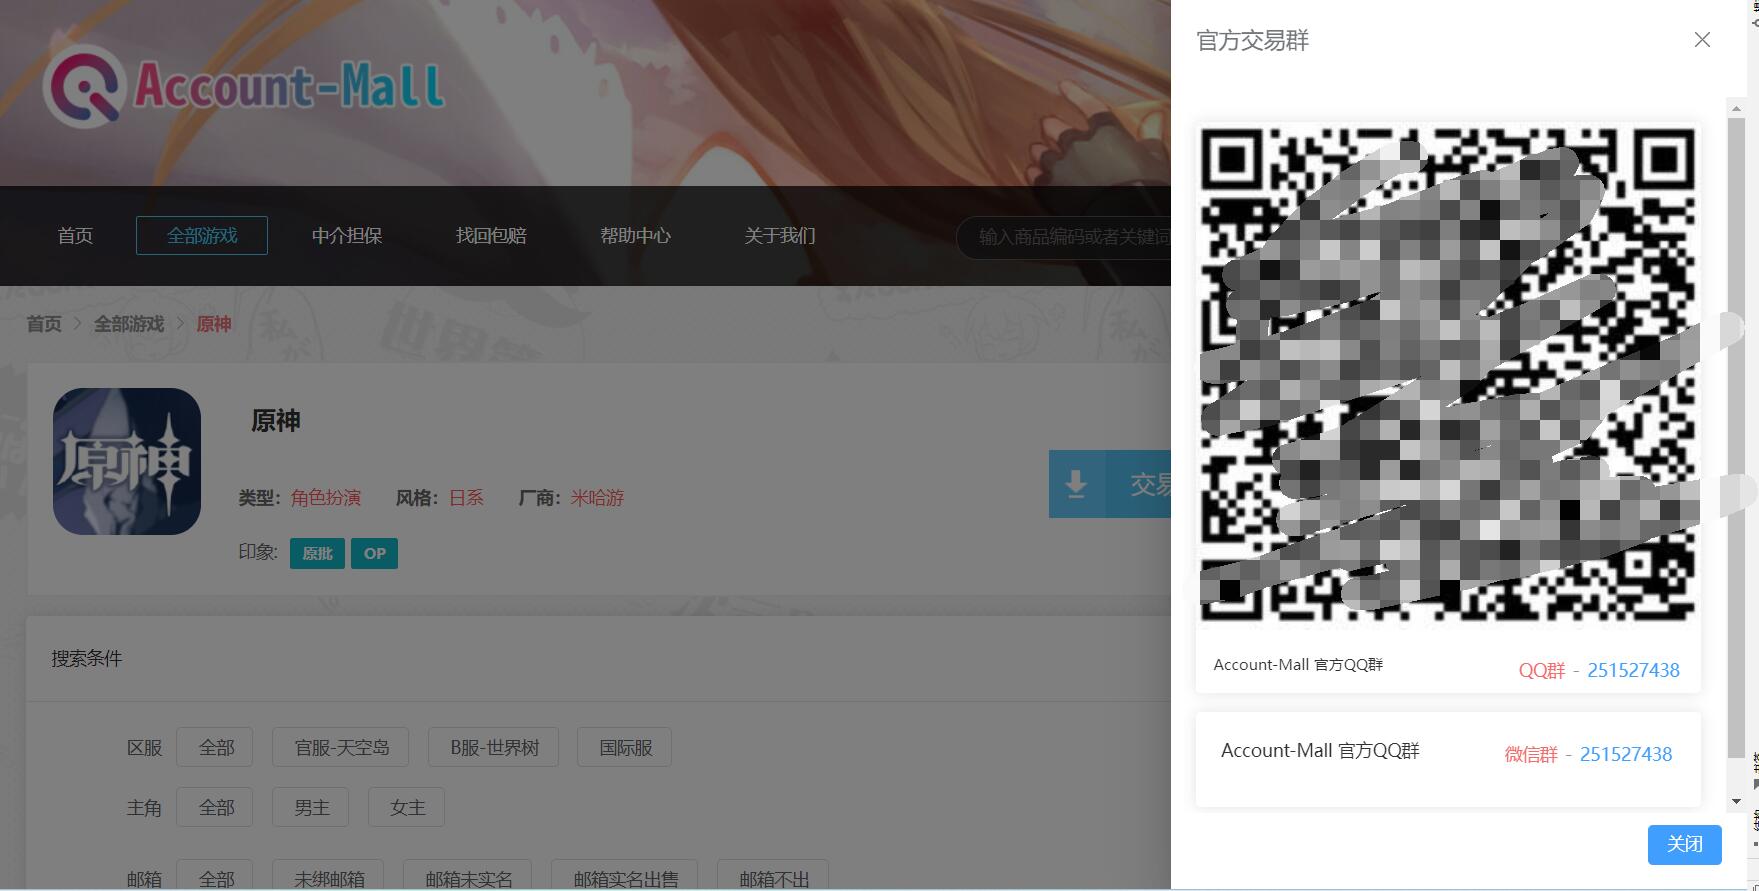 Account-Mall
首页 全部游戏 中介担保 找回包赔 帮助中心 关于我们 输入商品编码或者关键词
首页 > 全部游戏 > 原神
原神
原神
类型：角色扮演 风格：日系 厂商：米哈游
印象： 原批 OP
交易
搜索条件
区服 全部 官服-天空岛 B服-世界树 国际服
主角 全部 男主 女主
邮箱 全部 未绑邮箱 邮箱未实名 邮箱实名出售 邮箱不出
官方交易群
Account-Mall 官方QQ群 QQ群 - 251527438
Account-Mall 官方QQ群 微信群 - 251527438
关闭